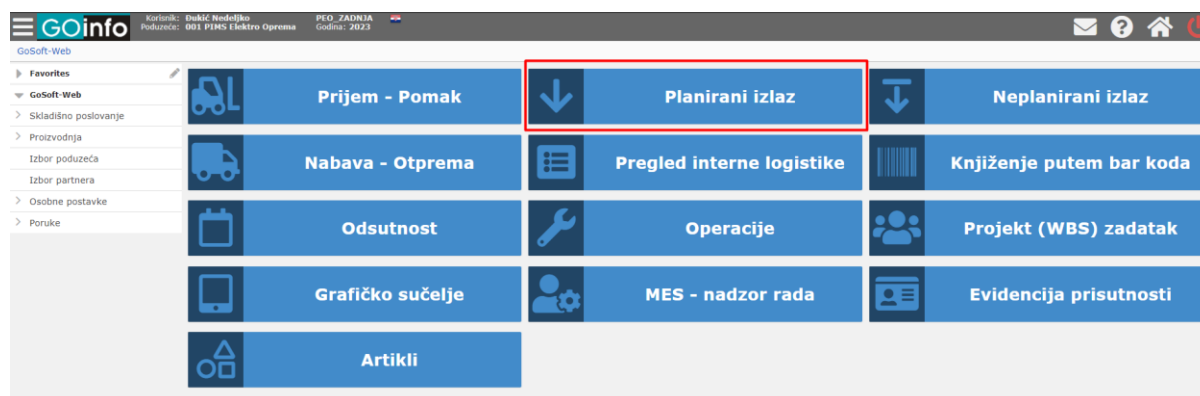 GOinfo
Korisnik: Đukić Nedeljko PEO_ZADNJA
Poduzeće: 001 PIMS Elektro Oprema Godina: 2023
GoSoft-Web
Favorites
GoSoft-Web
Skladišno poslovanje
Proizvodnja
Izbor poduzeća
Izbor partnera
Osobne postavke
Poruke
Prijem - Pomak
Planirani izlaz
Neplanirani izlaz
Nabava - Otprema
Pregled interne logistike
Knjiženje putem bar koda
Odsutnost
Operacije
Projekt (WBS) zadatak
Grafičko sučelje
MES - nadzor rada
Evidencija prisutnosti
Artikli